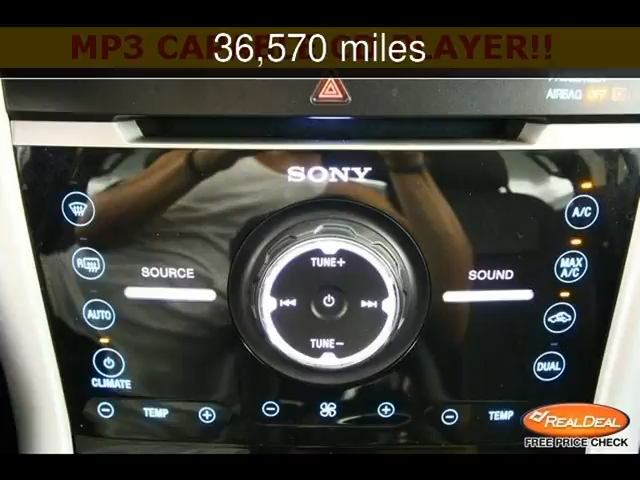 MP3 CA PLAYER!!
36,570 miles
AIRBAG OFF
SONY
A/C
R
TUNE+
MAX A/C
SOURCE
SOUND
AUTO
TUNE-
DUAL
CLIMATE
TEMP
TEMP
REALDEAL
FREE PRICE CHECK